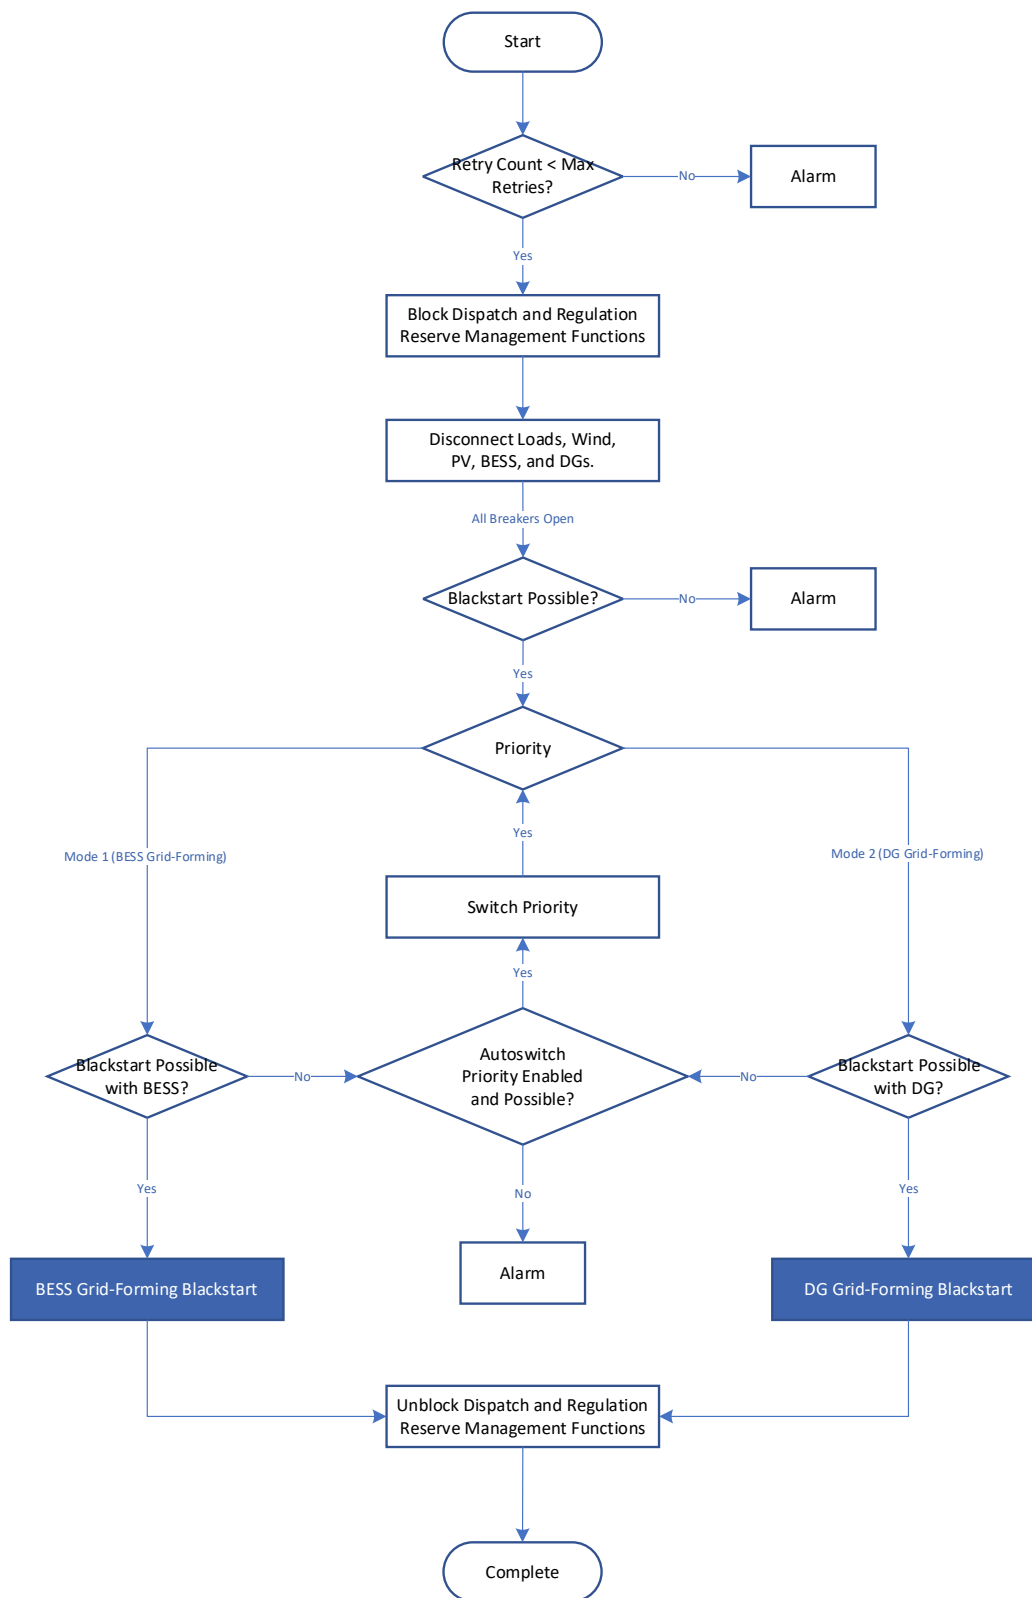 Start
Retry Count < Max
Retries?
No
Alarm
Yes
Block Dispatch and Regulation
Reserve Management Functions
Disconnect Loads, Wind,
PV, BESS, and DGs.
All Breakers Open
Blackstart Possible?
No
Alarm
Yes
Priority
Yes
Mode 1 (BESS Grid-Forming)
Mode 2 (DG Grid-Forming)
Switch Priority
Yes
Blackstart Possible
with BESS?
No
Autoswitch
Priority Enabled
and Possible?
No
Blackstart Possible
with DG?
Yes
No
Yes
BESS Grid-Forming Blackstart
Alarm
DG Grid-Forming Blackstart
Unblock Dispatch and Regulation
Reserve Management Functions
Complete